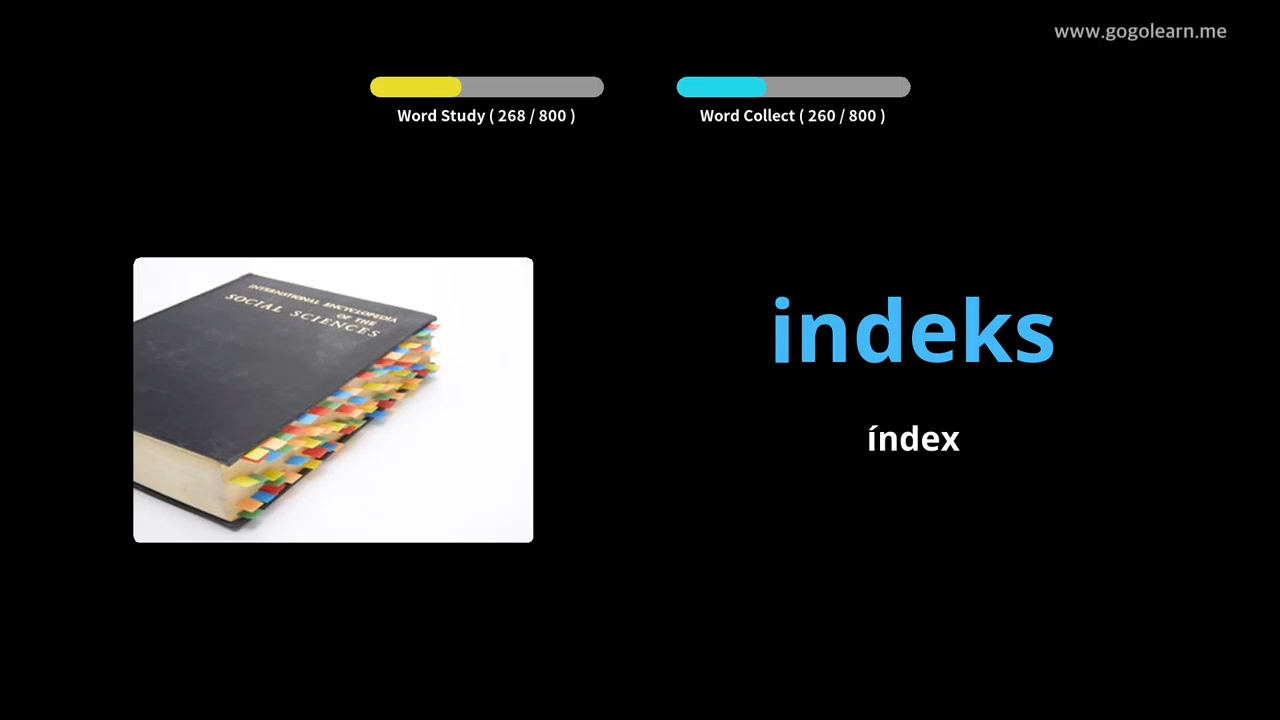 www.gogolearn.me
Word Study ( 268 / 800 )
Word Collect ( 260 / 800 )
INTERNATIONAL ENCYCLOPEDIA
OF THE
SOCIAL SCIENCES
indeks
índex